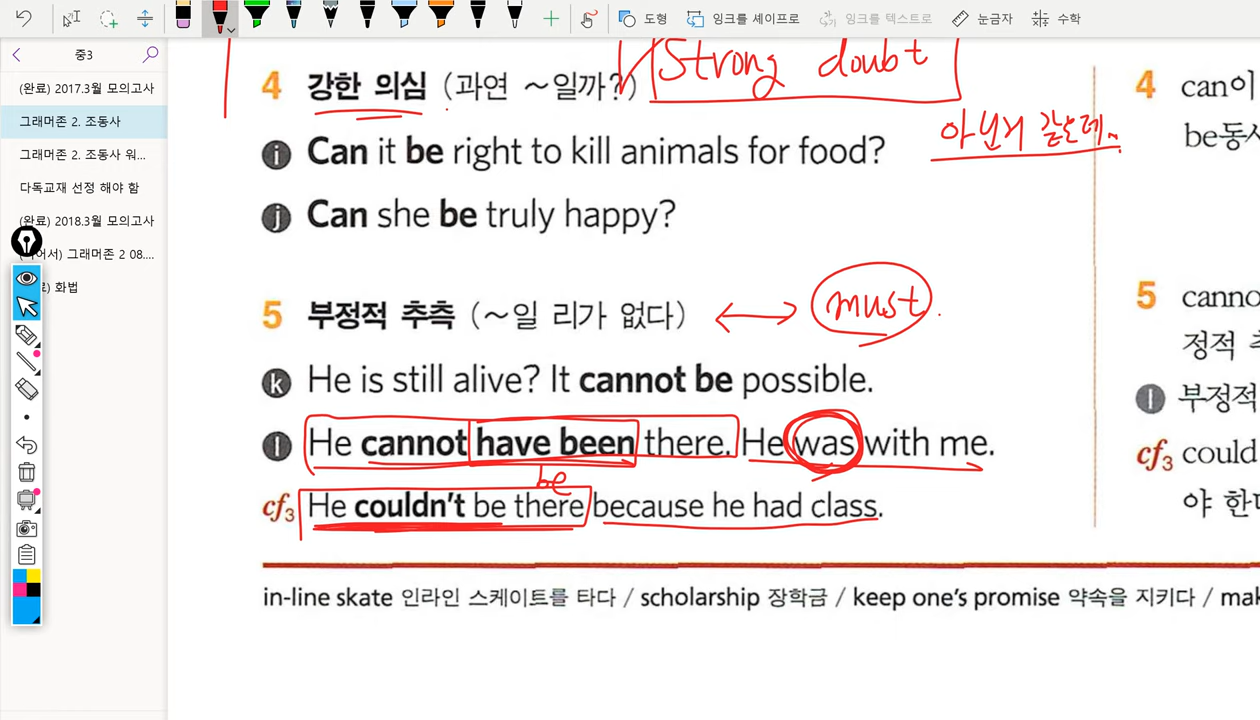 도형 잉크를 셰이프로 잉크를 텍스트로 눈금자 수학
중3
(완료) 2017.3월 모의고사
그래머존 2. 조동사
그래머존 2. 조동사 워...
다독교재 선정 해야 함
(완료) 2018.3월 모의고사
어서) 그래머존 2 08....
) 화법
Strong doubt
4 강한 의심 (과연 ~일까?)
아닌거 같은데..
i Can it be right to kill animals for food?
j Can she be truly happy?
5 부정적 추측 (~일 리가 없다) ↔ must.
k He is still alive? It cannot be possible.
l He cannot have been there. He was with me.
be
cf3 He couldn't be there because he had class.
in-line skate 인라인 스케이트를 타다 / scholarship 장학금 / keep one's promise 약속을 지키다 / mak
4 can이
be동사
5 canno
정적 추
l 부정적
cf3 could
야 한다